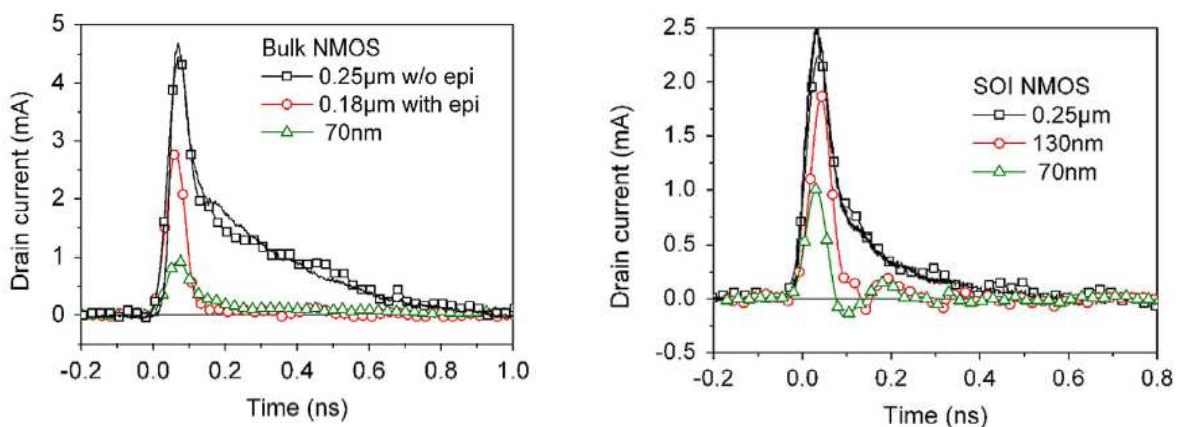 5
4
3
2
1
0
Drain current (mA)
Bulk NMOS
0.25µm w/o epi
0.18µm with epi
70nm
-0.2
0.0
0.2
0.4
0.6
0.8
1.0
Time (ns)
2.5
2.0
1.5
1.0
0.5
0.0
-0.5
Drain current (mA)
SOI NMOS
0.25µm
130nm
70nm
-0.2
0.0
0.2
0.4
0.6
0.8
Time (ns)